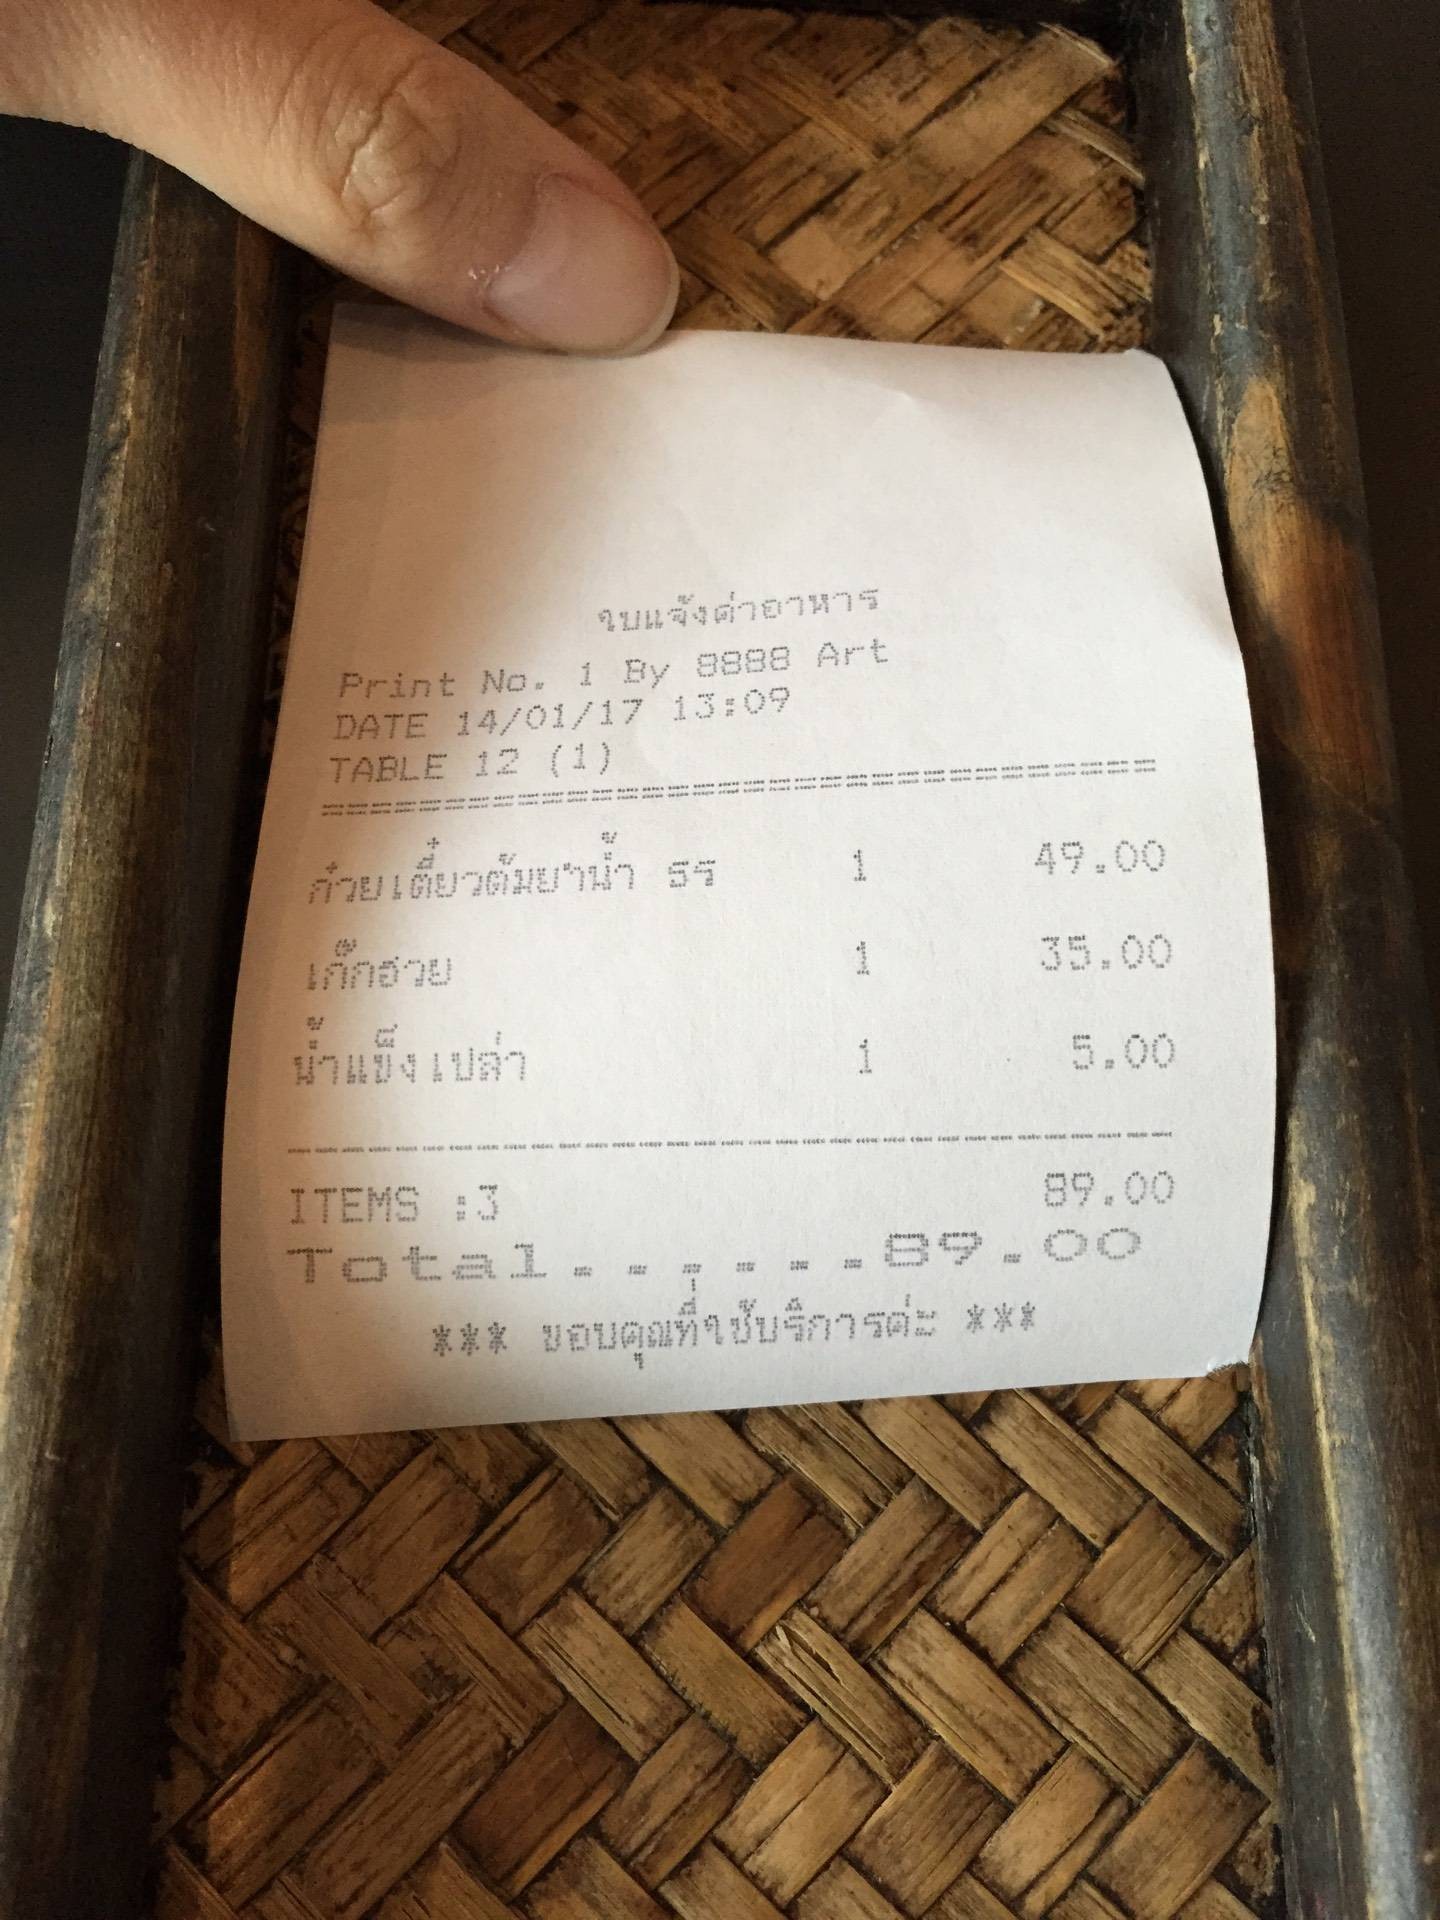 ใบแจ้งค่าอาหาร
Print No. 1 By 8888 Art
DATE 14/01/17 13:09
TABLE 12 (1)
ก๋วยเตี๋ยวต้มยำน้ำ ธร 1 49.00
เก๊กฮวย 1 35.00
น้ำแข็งเปล่า 1 5.00
ITEMS :3 89.00
Total.......89.00
*** ขอบคุณที่ใช้บริการค่ะ ***